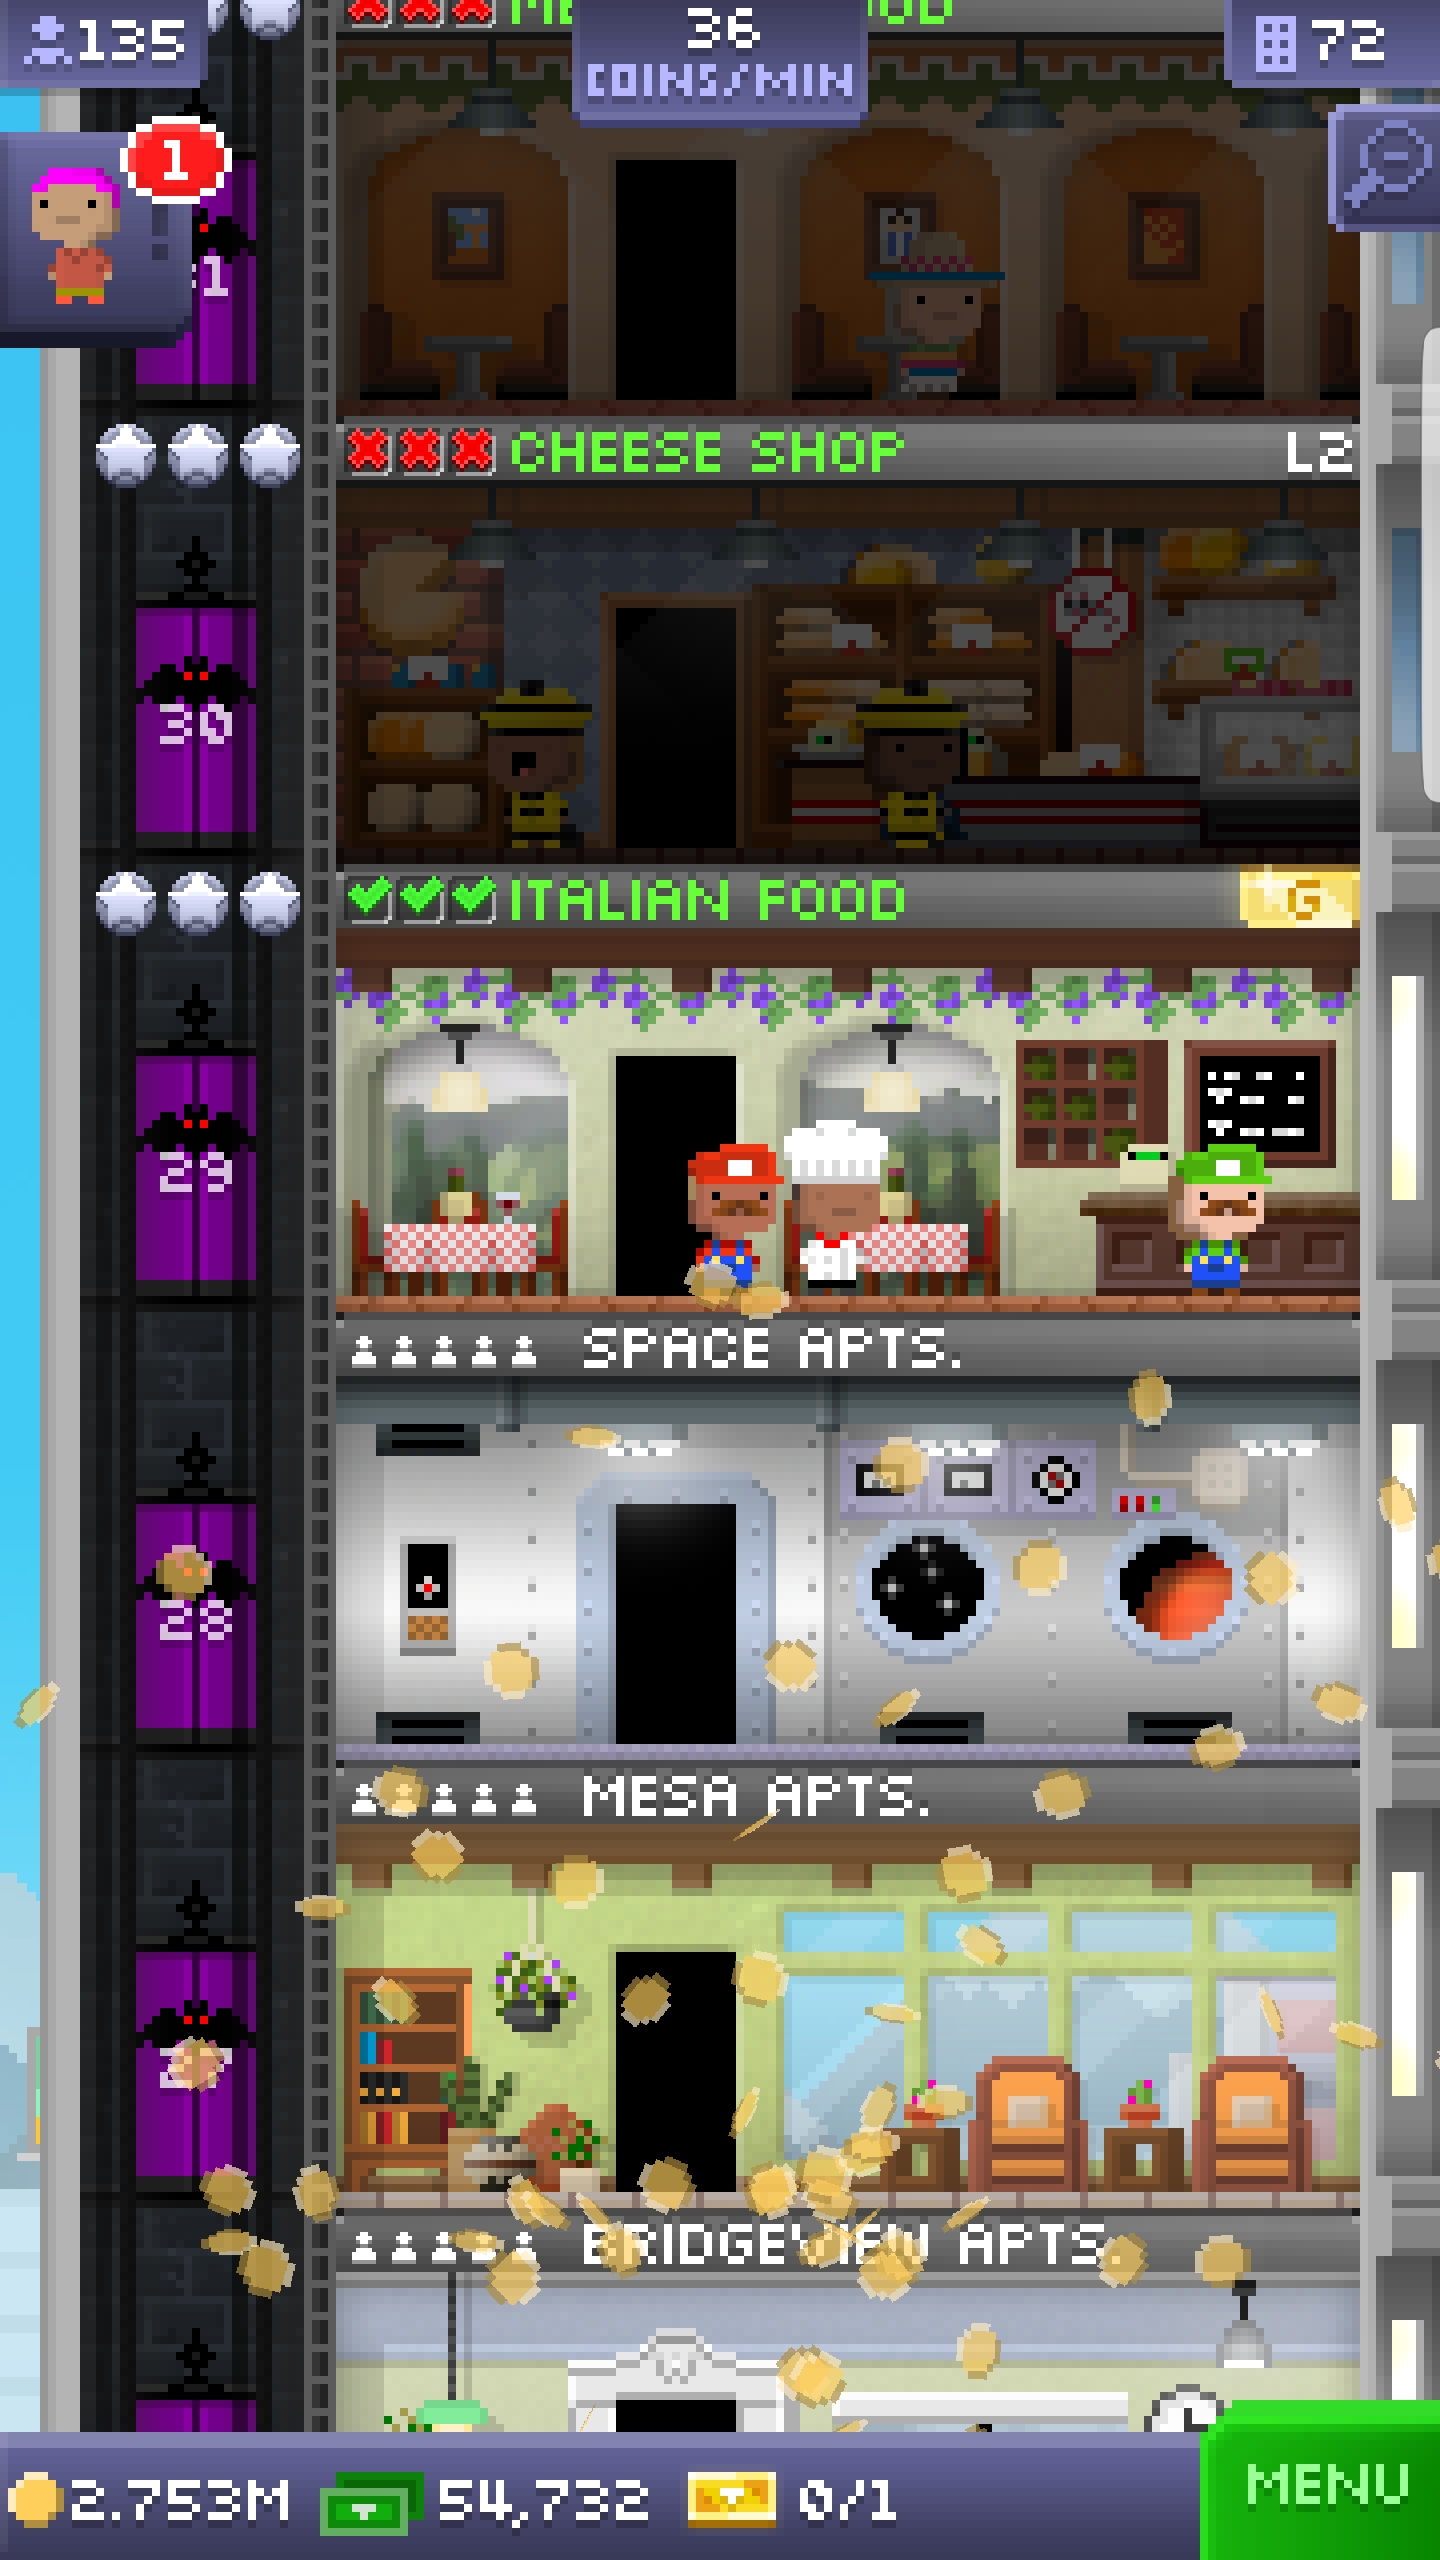 135
36
COINS/MIN
72
1
CHEESE SHOP L2
30
ITALIAN FOOD G
29
SPACE APTS.
28
MESA APTS.
BRIDGEVIEW APTS.
2.753M 54,732 0/1
MENU